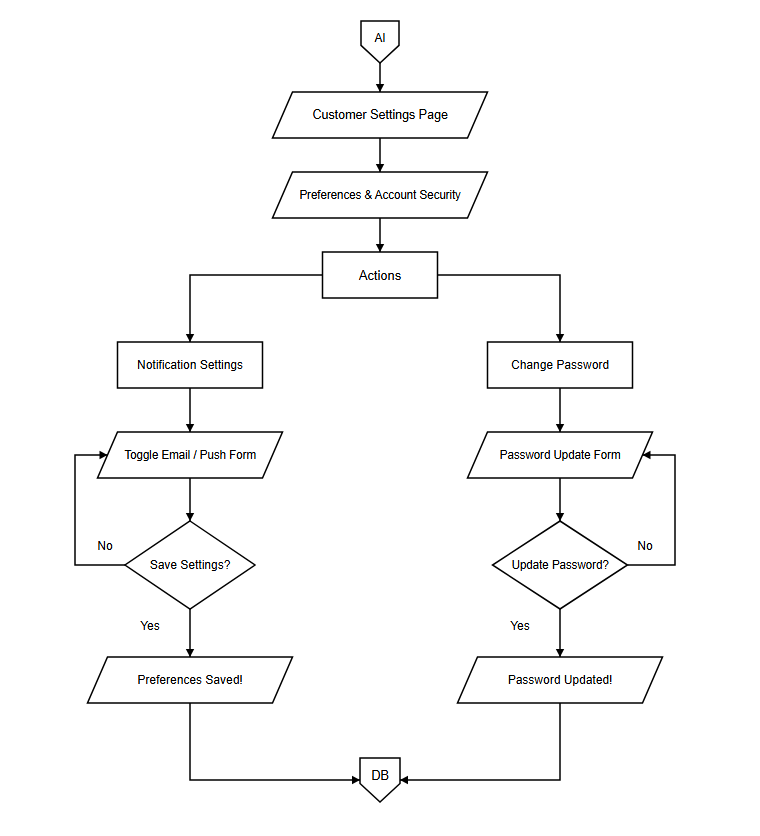 AI
Customer Settings Page
Preferences & Account Security
Actions
Notification Settings
Change Password
Toggle Email / Push Form
Password Update Form
No
No
Save Settings?
Update Password?
Yes
Yes
Preferences Saved!
Password Updated!
DB